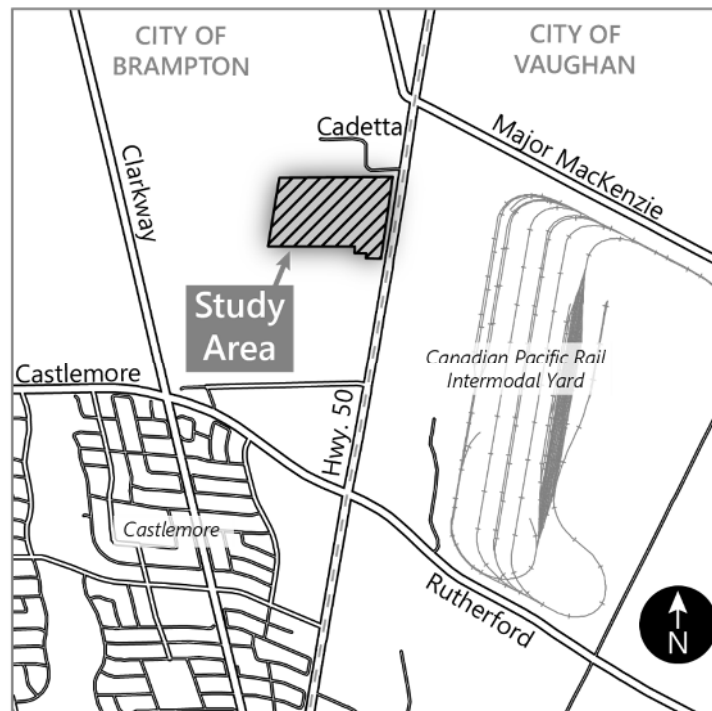 CITY OF
BRAMPTON
CITY OF
VAUGHAN
Cadetta
Major MacKenzie
Clarkway
Study
Area
Canadian Pacific Rail
Intermodal Yard
Castlemore
Hwy. 50
Castlemore
Rutherford
N